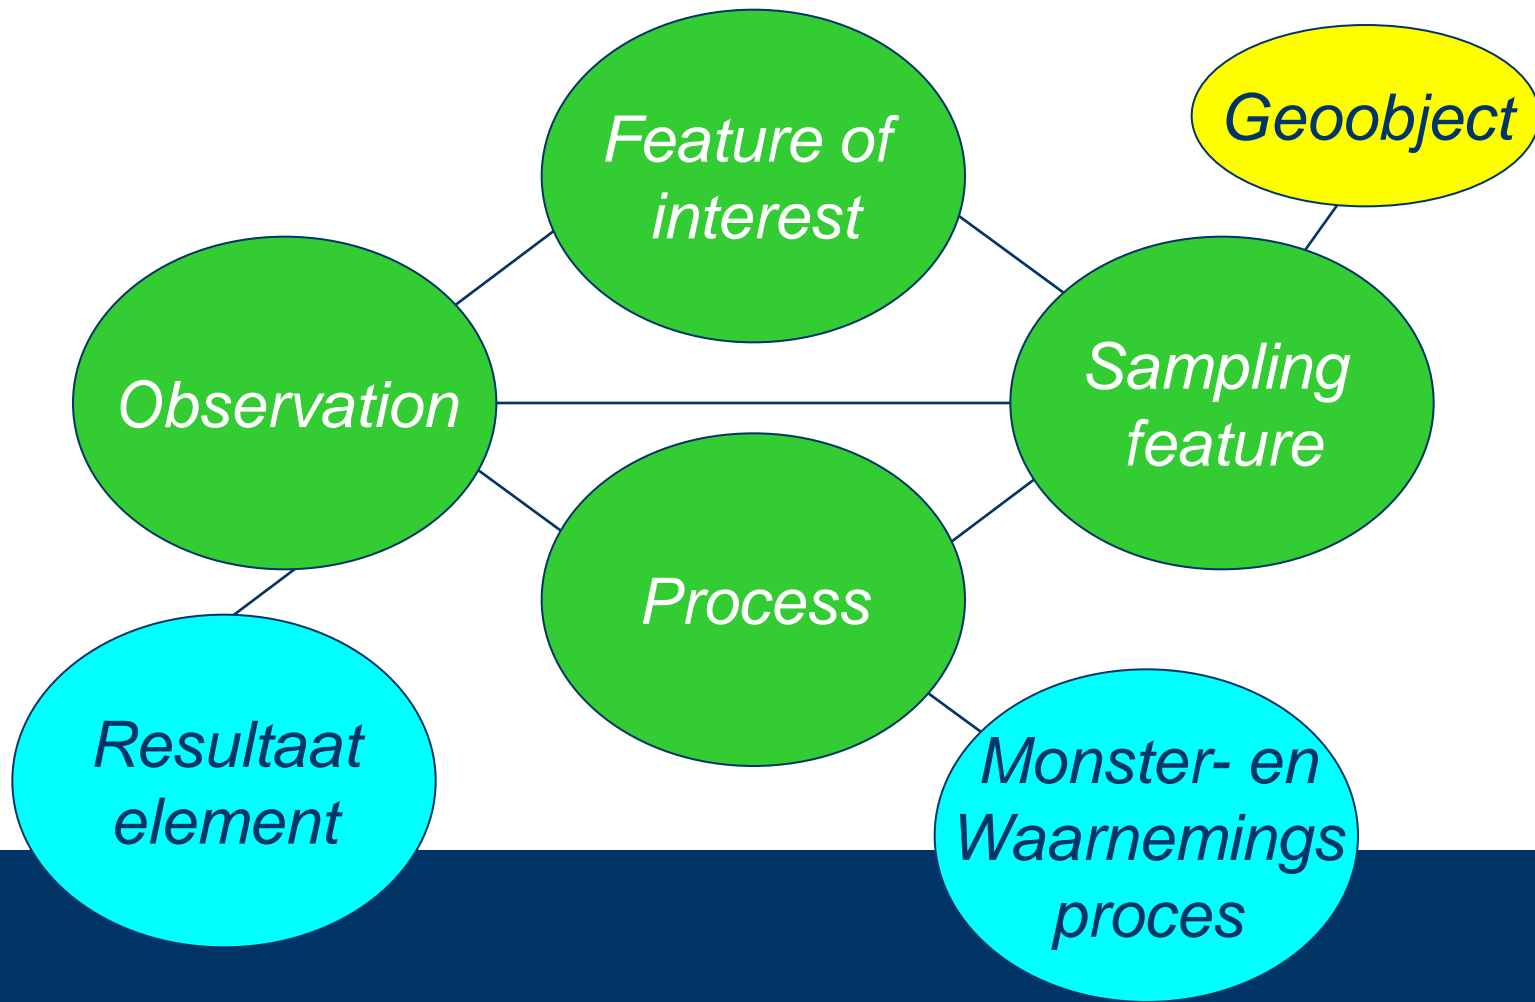 Feature of
interest
Geoobject
Observation
Sampling
feature
Process
Resultaat
element
Monster- en
Waarnemings
proces